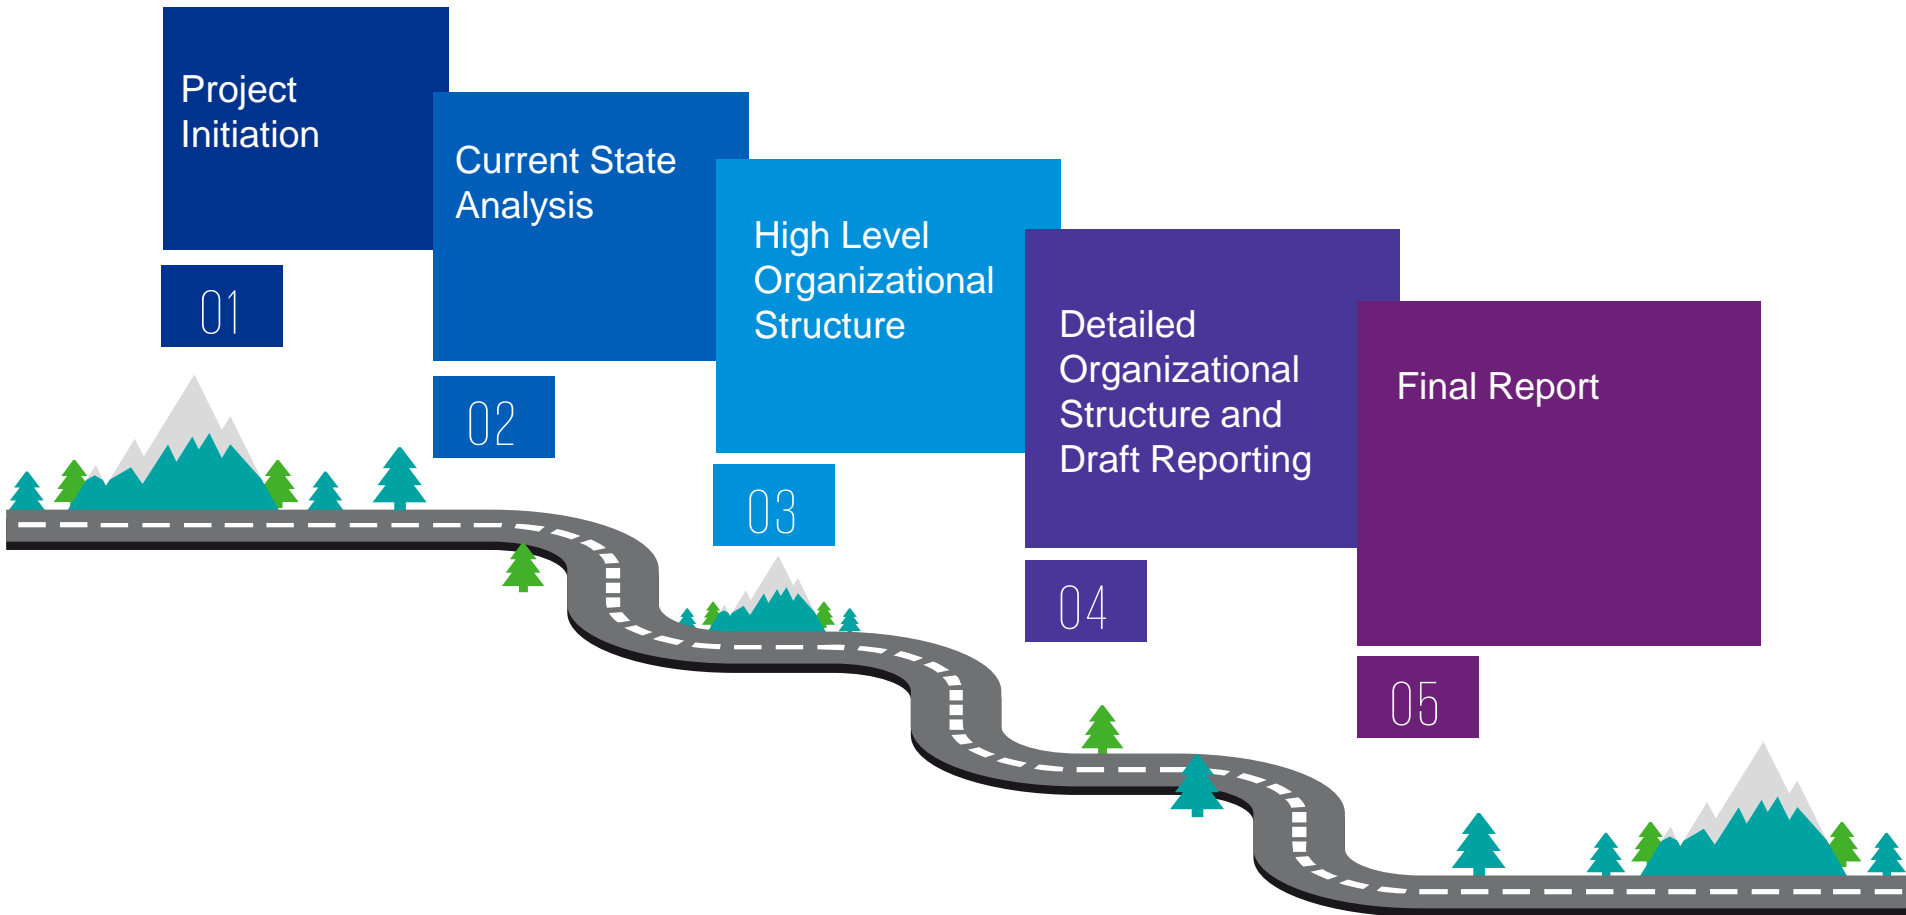 Project
Initiation
01
Current State
Analysis
02
High Level
Organizational
Structure
03
Detailed
Organizational
Structure and
Draft Reporting
04
Final Report
05